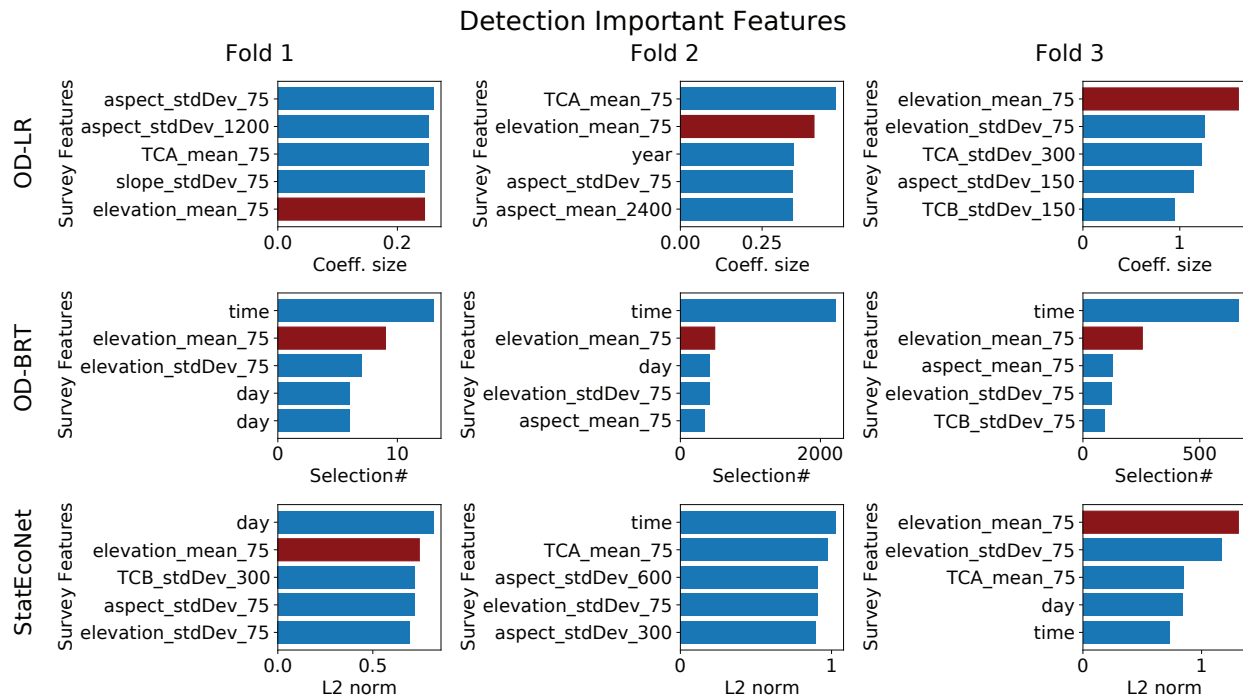 Detection Important Features
Fold 1
Fold 2
Fold 3
OD-LR
Survey Features
aspect_stdDev_75
aspect_stdDev_1200
TCA_mean_75
slope_stdDev_75
elevation_mean_75
0.0
0.2
Coeff. size
Survey Features
TCA_mean_75
elevation_mean_75
year
aspect_stdDev_75
aspect_mean_2400
0.00
0.25
Coeff. size
Survey Features
elevation_mean_75
elevation_stdDev_75
TCA_stdDev_300
aspect_stdDev_150
TCB_stdDev_150
0
1
Coeff. size
OD-BRT
Survey Features
time
elevation_mean_75
elevation_stdDev_75
day
day
0
10
Selection#
Survey Features
time
elevation_mean_75
day
elevation_stdDev_75
aspect_mean_75
0
2000
Selection#
Survey Features
time
elevation_mean_75
aspect_mean_75
elevation_stdDev_75
TCB_stdDev_75
0
500
Selection#
StatEcoNet
Survey Features
day
elevation_mean_75
TCB_stdDev_300
aspect_stdDev_75
elevation_stdDev_75
0.0
0.5
L2 norm
Survey Features
time
TCA_mean_75
aspect_stdDev_600
elevation_stdDev_75
aspect_stdDev_300
0
1
L2 norm
Survey Features
elevation_mean_75
elevation_stdDev_75
TCA_mean_75
day
time
0
1
L2 norm